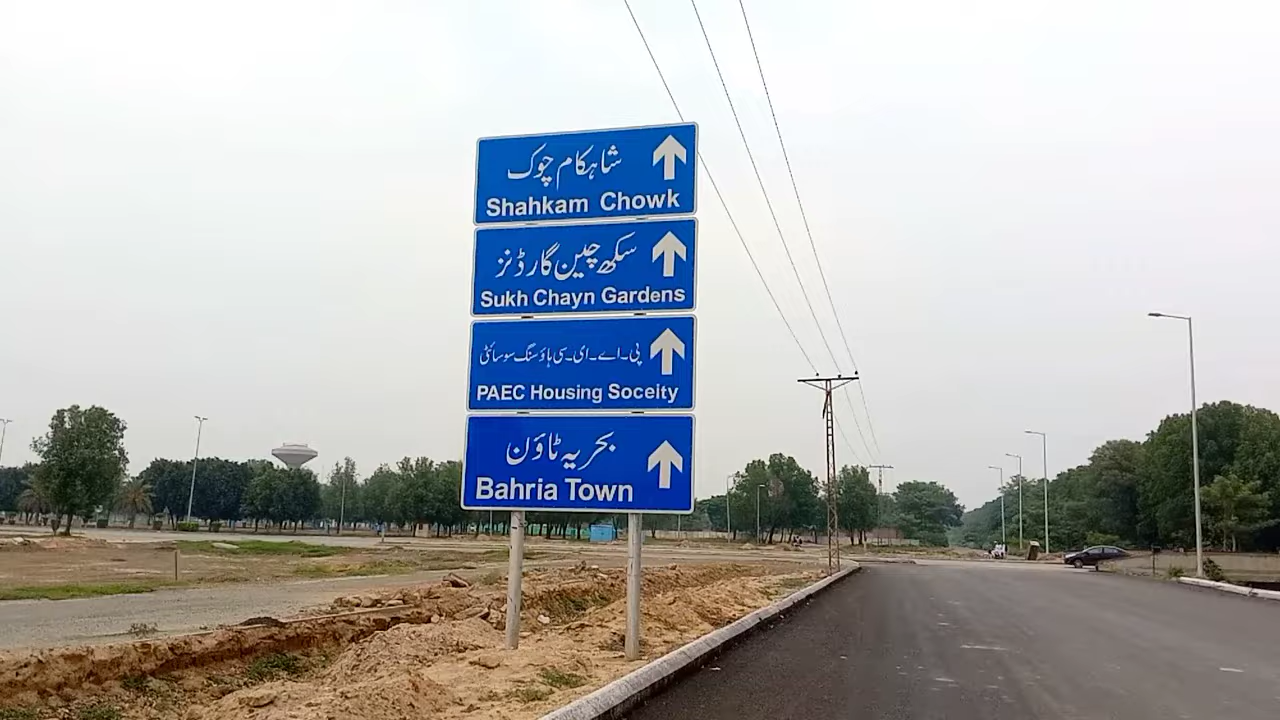 شاہکام چوک
Shahkam Chowk
سکھ چین گارڈنز
Sukh Chayn Gardens
پی-اے-ای-سی ہاؤسنگ سوسائٹی
PAEC Housing Soceity
بحریہ ٹاؤن
Bahria Town